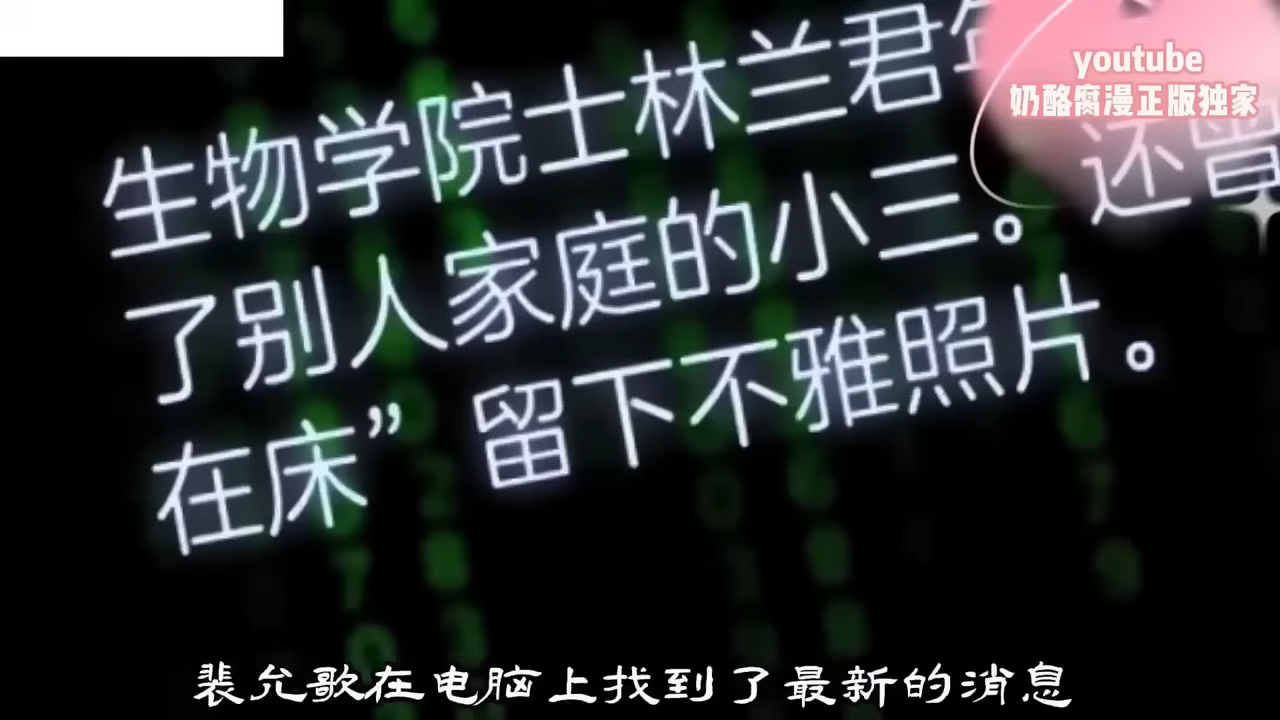 生物学院士林兰君年
了别人家庭的小三。还曾
在床”留下不雅照片。
youtube
奶酪腐漫正版独家
裴允歌在电脑上找到了最新的消息